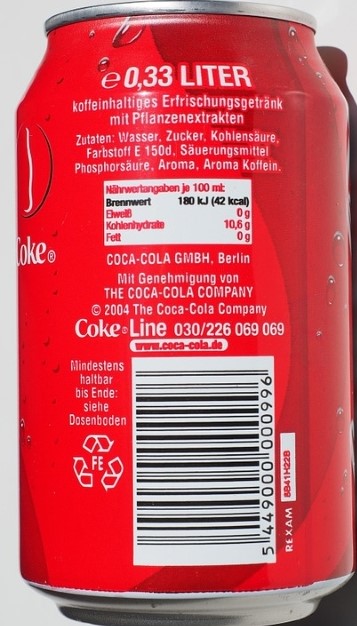 Coke®
e 0,33 LITER
koffeinhaltiges Erfrischungsgetränk
mit Pflanzenextrakten
Zutaten: Wasser, Zucker, Kohlensäure,
Farbstoff E 150d, Säuerungsmittel
Phosphorsäure, Aroma, Aroma Koffein.
Nährwertangaben je 100 ml:
Brennwert 180 kJ (42 kcal)
Eiweiß 0 g
Kohlenhydrate 10,6 g
Fett 0 g
COCA-COLA GMBH, Berlin
Mit Genehmigung von
THE COCA-COLA COMPANY
© 2004 The Coca-Cola Company
Coke®Line 030/226 069 069
www.coca-cola.de
Mindestens
haltbar
bis Ende:
siehe
Dosenboden
FE
5 449000 000996
REXAM 5B41H22B